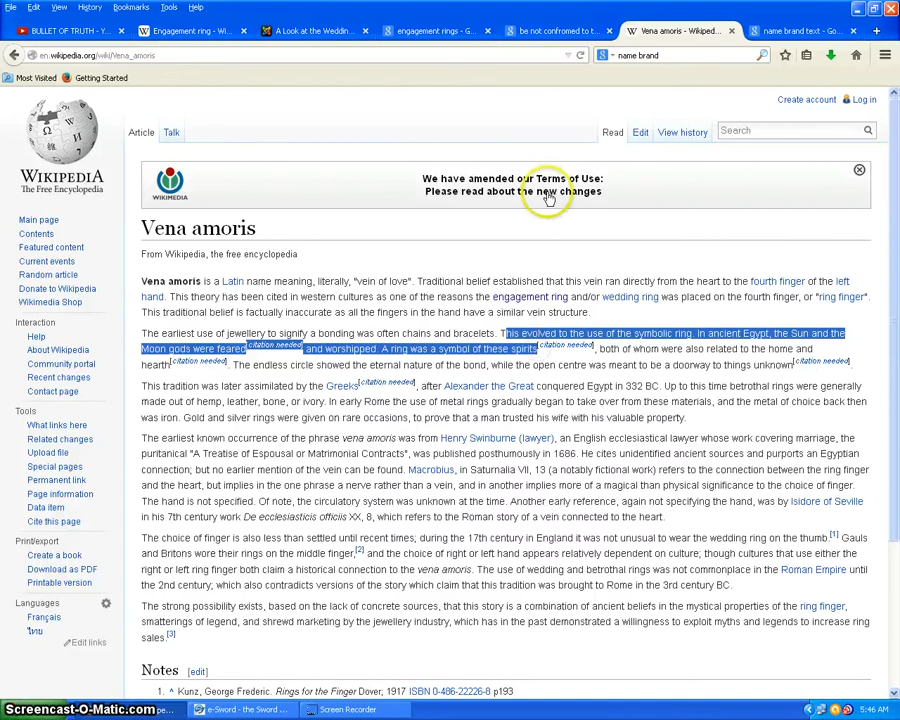 File Edit View History Bookmarks Tools Help
BULLET OF TRUTH - Y... Engagement ring - Wi... A Look at the Weddin... engagement rings - G... be not confromed to t... Vena amoris - Wikiped... name brand text - Go...
en.wikipedia.org/wiki/Vena_amoris name brand
Most Visited Getting Started
Create account Log in
Article Talk Read Edit View history Search
WIKIPEDIA
The Free Encyclopedia
WIKIMEDIA
We have amended our Terms of Use:
Please read about the new changes
Main page
Contents
Featured content
Current events
Random article
Donate to Wikipedia
Wikimedia Shop
Interaction
Help
About Wikipedia
Community portal
Recent changes
Contact page
Tools
What links here
Related changes
Upload file
Special pages
Permanent link
Page information
Data item
Cite this page
Print/export
Create a book
Download as PDF
Printable version
Languages
Français
ไทย
Edit links
Vena amoris
From Wikipedia, the free encyclopedia
Vena amoris is a Latin name meaning, literally, "vein of love". Traditional belief established that this vein ran directly from the heart to the fourth finger of the left
hand. This theory has been cited in western cultures as one of the reasons the engagement ring and/or wedding ring was placed on the fourth finger, or "ring finger".
This traditional belief is factually inaccurate as all the fingers in the hand have a similar vein structure.
The earliest use of jewellery to signify a bonding was often chains and bracelets. This evolved to the use of the symbolic ring. In ancient Egypt, the Sun and the
Moon gods were feared[citation needed] and worshipped. A ring was a symbol of these spirits[citation needed], both of whom were also related to the home and
hearth[citation needed]. The endless circle showed the eternal nature of the bond, while the open centre was meant to be a doorway to things unknown[citation needed].
This tradition was later assimilated by the Greeks[citation needed], after Alexander the Great conquered Egypt in 332 BC. Up to this time betrothal rings were generally
made out of hemp, leather, bone, or ivory. In early Rome the use of metal rings gradually began to take over from these materials, and the metal of choice back then
was iron. Gold and silver rings were given on rare occasions, to prove that a man trusted his wife with his valuable property.
The earliest known occurrence of the phrase vena amoris was from Henry Swinburne (lawyer), an English ecclesiastical lawyer whose work covering marriage, the
puritanical "A Treatise of Espousal or Matrimonial Contracts", was published posthumously in 1686. He cites unidentified ancient sources and purports an Egyptian
connection; but no earlier mention of the vein can be found. Macrobius, in Saturnalia VII, 13 (a notably fictional work) refers to the connection between the ring finger
and the heart, but implies in the one phrase a nerve rather than a vein, and in another implies more of a magical than physical significance to the choice of finger.
The hand is not specified. Of note, the circulatory system was unknown at the time. Another early reference, again not specifying the hand, was by Isidore of Seville
in his 7th century work De ecclesiasticis officiis XX, 8, which refers to the Roman story of a vein connected to the heart.
The choice of finger is also less than settled until recent times; during the 17th century in England it was not unusual to wear the wedding ring on the thumb.[1] Gauls
and Britons wore their rings on the middle finger,[2] and the choice of right or left hand appears relatively dependent on culture; though cultures that use either the
right or left ring finger both claim a historical connection to the vena amoris. The use of wedding and betrothal rings was not commonplace in the Roman Empire until
the 2nd century; which also contradicts versions of the story which claim that this tradition was brought to Rome in the 3rd century BC.
The strong possibility exists, based on the lack of concrete sources, that this story is a combination of ancient beliefs in the mystical properties of the ring finger,
smatterings of legend, and shrewd marketing by the jewellery industry, which has in the past demonstrated a willingness to exploit myths and legends to increase ring
sales.[3]
Notes [edit]
1. ^ Kunz, George Frederic. Rings for the Finger Dover; 1917 ISBN 0-486-22226-8 p193
Screencast-O-Matic.com pe... e-Sword - the Sword ... Screen Recorder 5:46 AM